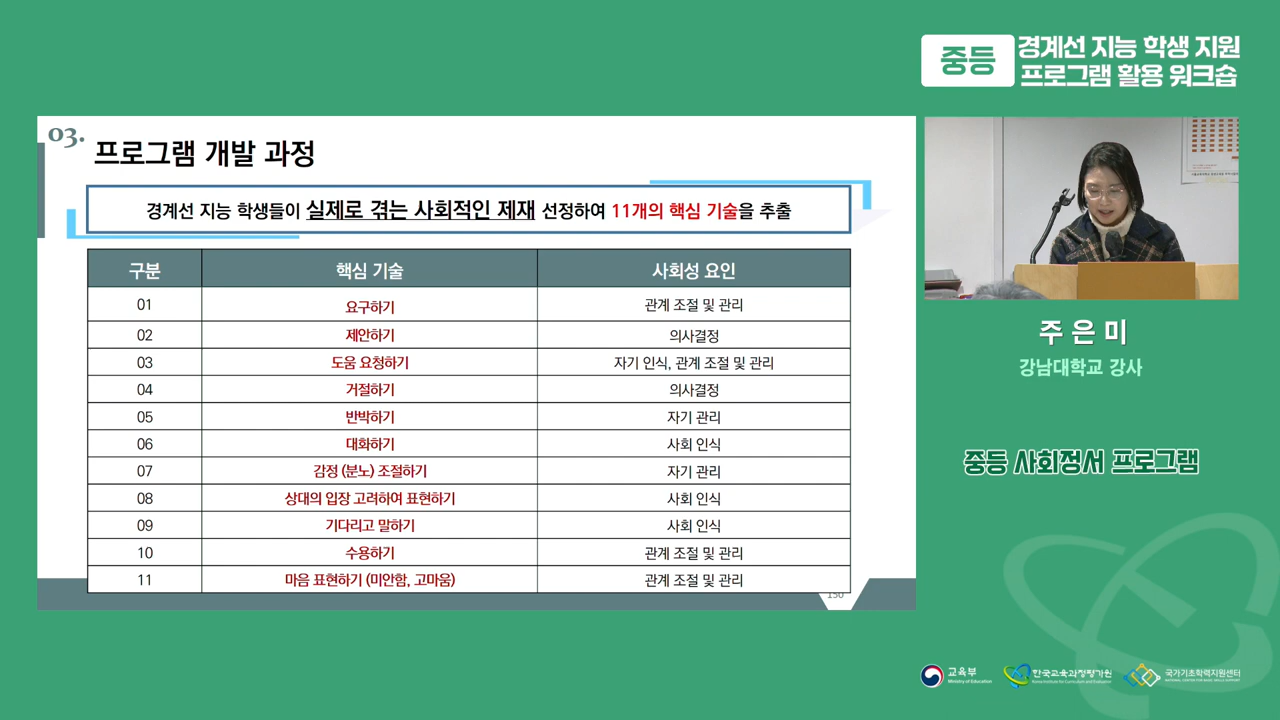 중등
경계선 지능 학생 지원
프로그램 활용 워크숍
03.
프로그램 개발 과정
경계선 지능 학생들이 실제로 겪는 사회적인 제재 선정하여 11개의 핵심 기술을 추출
구분 핵심 기술 사회성 요인
01 요구하기 관계 조절 및 관리
02 제안하기 의사결정
03 도움 요청하기 자기 인식, 관계 조절 및 관리
04 거절하기 의사결정
05 반박하기 자기 관리
06 대화하기 사회 인식
07 감정 (분노) 조절하기 자기 관리
08 상대의 입장 고려하여 표현하기 사회 인식
09 기다리고 말하기 사회 인식
10 수용하기 관계 조절 및 관리
11 마음 표현하기 (미안함, 고마움) 관계 조절 및 관리
주은미
강남대학교 강사
중등 사회정서 프로그램
교육부
Ministry of Education
한국교육과정평가원
Korea Institute for Curriculum and Evaluation
국가기초학력지원센터